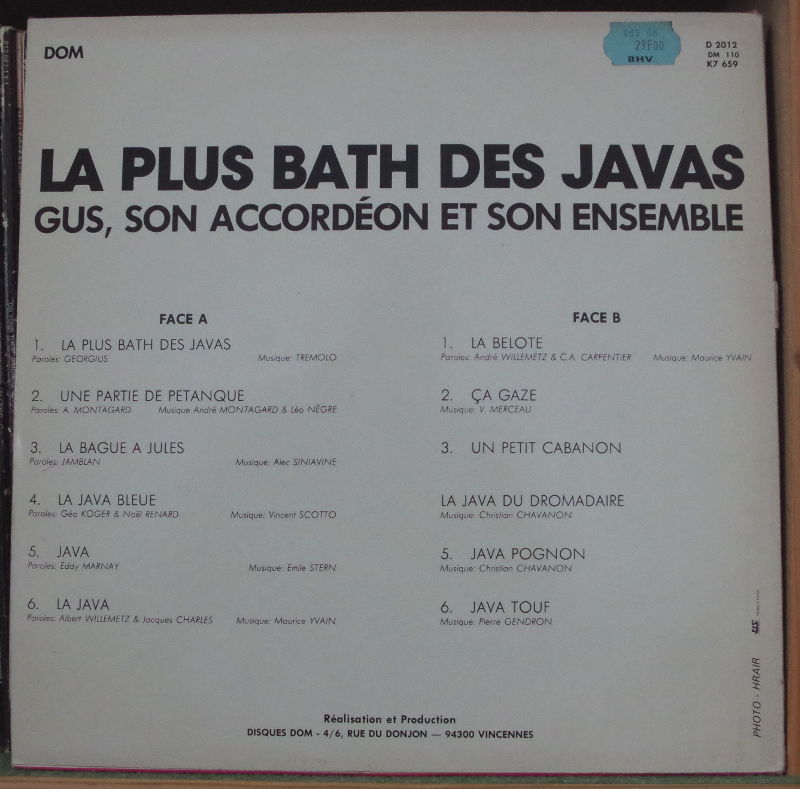 DOM
29F00
BHV
D 2012
DM 110
K7 659
LA PLUS BATH DES JAVAS
GUS, SON ACCORDÉON ET SON ENSEMBLE
FACE A
1. LA PLUS BATH DES JAVAS
Paroles: GEORGIUS Musique: TREMOLO
2. UNE PARTIE DE PETANQUE
Paroles: A. MONTAGARD Musique André MONTAGARD & Léo NÈGRE
3. LA BAGUE A JULES
Paroles: JAMBLAN Musique: Alec SINIAVINE
4. LA JAVA BLEUE
Paroles: Géo KOGER & Noël RENARD Musique: Vincent SCOTTO
5. JAVA
Paroles: Eddy MARNAY Musique: Emile STERN
6. LA JAVA
Paroles: Albert WILLEMETZ & Jacques CHARLES Musique: Maurice YVAIN
FACE B
1. LA BELOTE
Paroles: André WILLEMETZ & C.A. CARPENTIER Musique: Maurice YVAIN
2. ÇA GAZE
Musique: V. MERCEAU
3. UN PETIT CABANON
LA JAVA DU DROMADAIRE
Musique: Christian CHAVANON
5. JAVA POGNON
Musique: Christian CHAVANON
6. JAVA TOUF
Musique: Pierre GENDRON
PHOTO - HRAIR
Réalisation et Production
DISQUES DOM - 4/6, RUE DU DONJON — 94300 VINCENNES